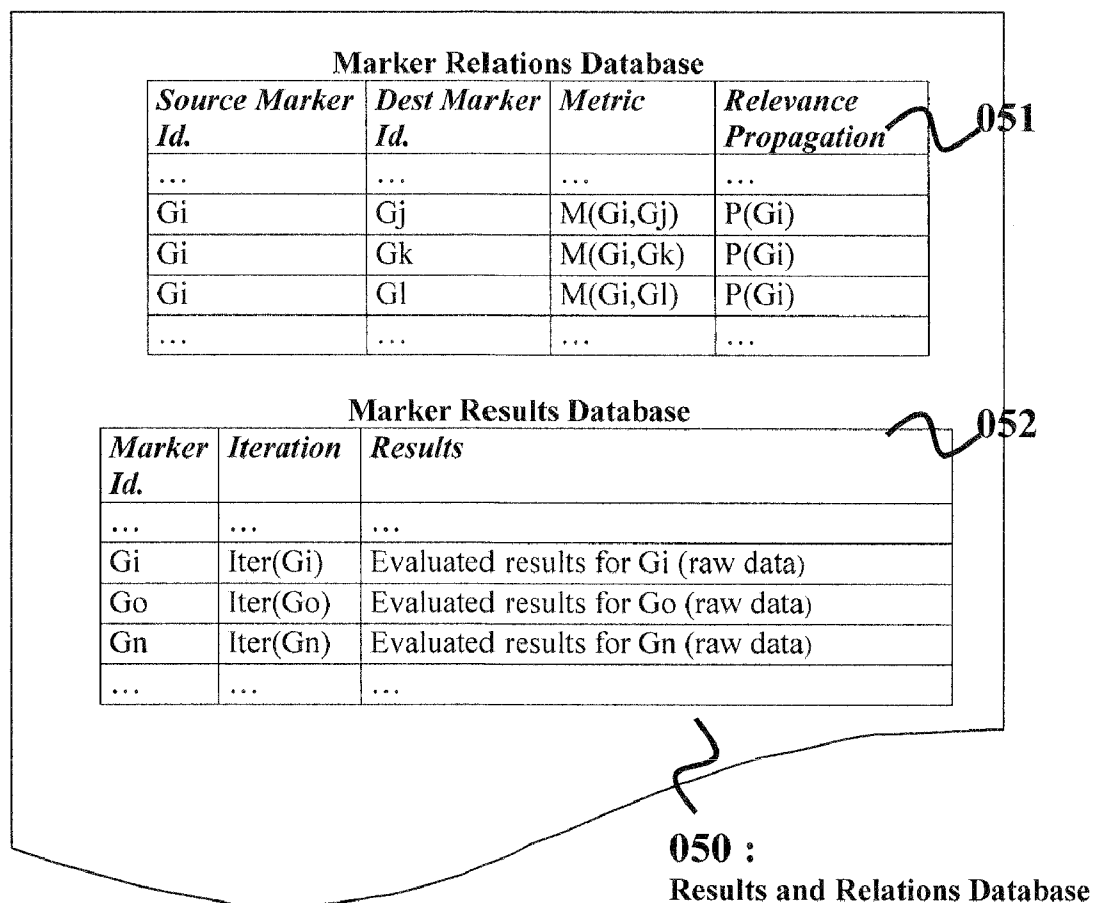 Marker Relations Database
Source Marker Id. Dest Marker Id. Metric Relevance Propagation
051
... ... ... ...
Gi Gj M(Gi,Gj) P(Gi)
Gi Gk M(Gi,Gk) P(Gi)
Gi Gl M(Gi,Gl) P(Gi)
... ... ... ...
Marker Results Database
052
Marker Id. Iteration Results
... ... ...
Gi Iter(Gi) Evaluated results for Gi (raw data)
Go Iter(Go) Evaluated results for Go (raw data)
Gn Iter(Gn) Evaluated results for Gn (raw data)
... ... ...
050 :
Results and Relations Database